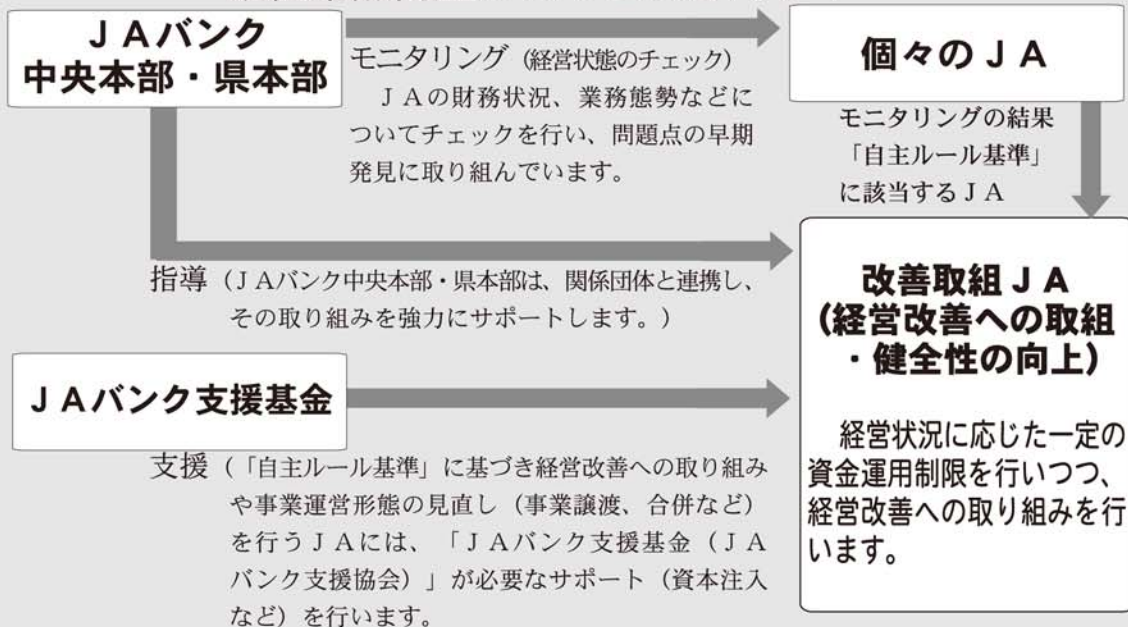 ＪＡバンク
中央本部・県本部
モニタリング（経営状態のチェック）
　ＪＡの財務状況、業務態勢などに
ついてチェックを行い、問題点の早期
発見に取り組んでいます。
個々のＪＡ
モニタリングの結果
「自主ルール基準」
に該当するＪＡ
指導（ＪＡバンク中央本部・県本部は、関係団体と連携し、
その取り組みを強力にサポートします。）
ＪＡバンク支援基金
支援（「自主ルール基準」に基づき経営改善への取り組み
や事業運営形態の見直し（事業譲渡、合併など）
を行うＪＡには、「ＪＡバンク支援基金（ＪＡ
バンク支援協会）」が必要なサポート（資本注入
など）を行います。
改善取組ＪＡ
（経営改善への取組
・健全性の向上）
　経営状況に応じた一定の
資金運用制限を行いつつ、
経営改善への取り組みを行
います。